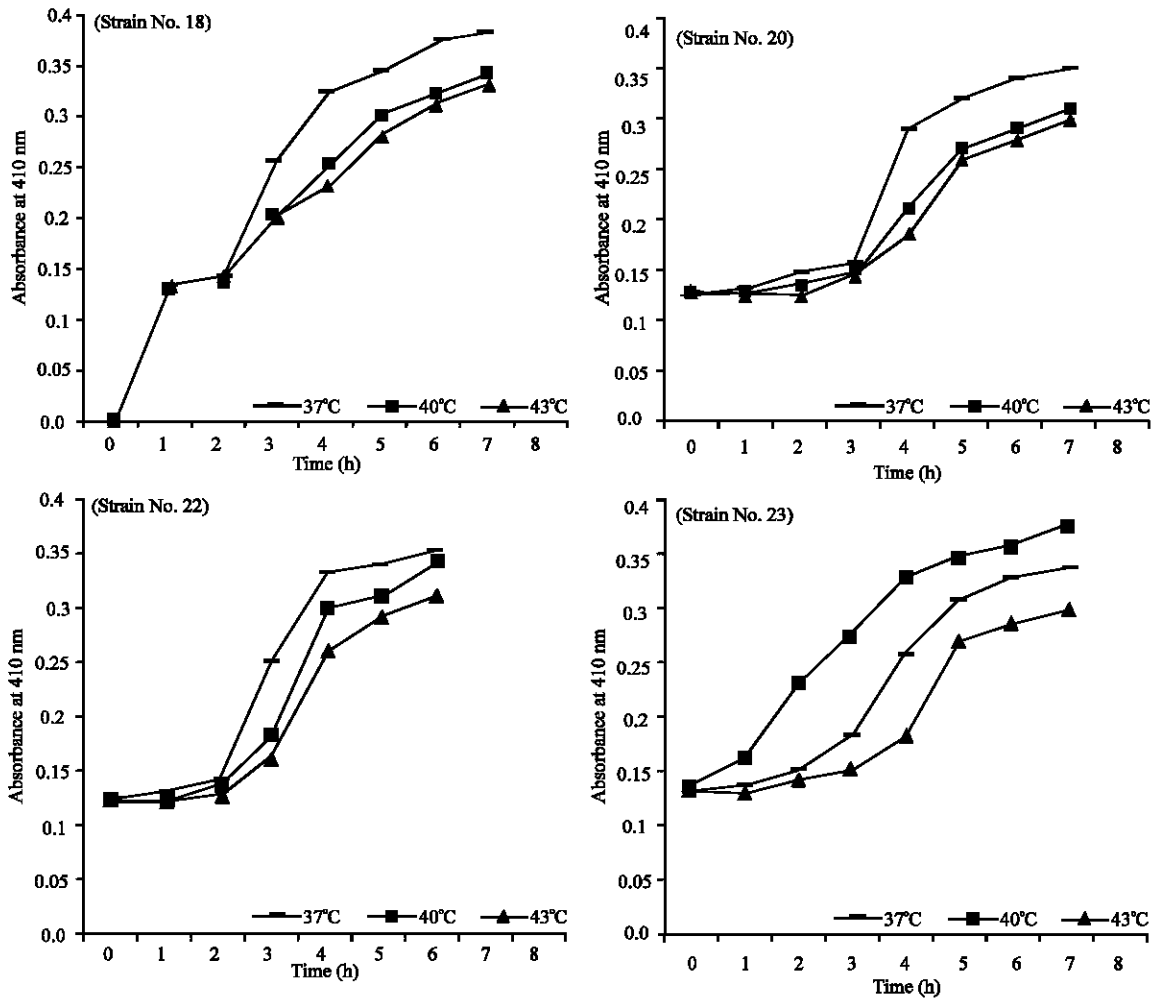 (Strain No. 18)
Absorbance at 410 nm
0.4
0.35
0.3
0.25
0.2
0.15
0.1
0.05
0.0
37°C 40°C 43°C
0 1 2 3 4 5 6 7 8
Time (h)
(Strain No. 20)
Absorbance at 410 nm
0.4
0.35
0.3
0.25
0.2
0.15
0.1
0.05
0.0
37°C 40°C 43°C
0 1 2 3 4 5 6 7 8
Time (h)
(Strain No. 22)
Absorbance at 410 nm
0.4
0.35
0.3
0.25
0.2
0.15
0.1
0.05
0.0
37°C 40°C 43°C
0 1 2 3 4 5 6 7 8
Time (h)
(Strain No. 23)
Absorbance at 410 nm
0.4
0.35
0.3
0.25
0.2
0.15
0.1
0.05
0.0
37°C 40°C 43°C
0 1 2 3 4 5 6 7 8
Time (h)